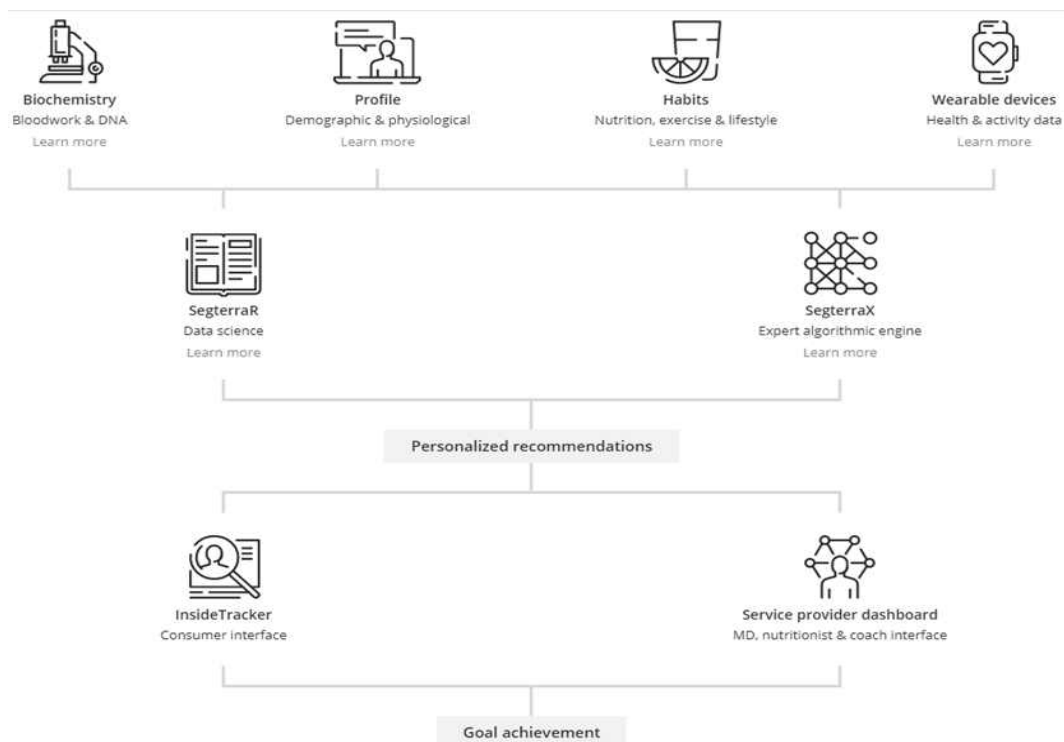 Biochemistry
Bloodwork & DNA
Learn more
Profile
Demographic & physiological
Learn more
Habits
Nutrition, exercise & lifestyle
Learn more
Wearable devices
Health & activity data
Learn more
SegterraR
Data science
Learn more
SegterraX
Expert algorithmic engine
Learn more
Personalized recommendations
InsideTracker
Consumer interface
Service provider dashboard
MD, nutritionist & coach interface
Goal achievement